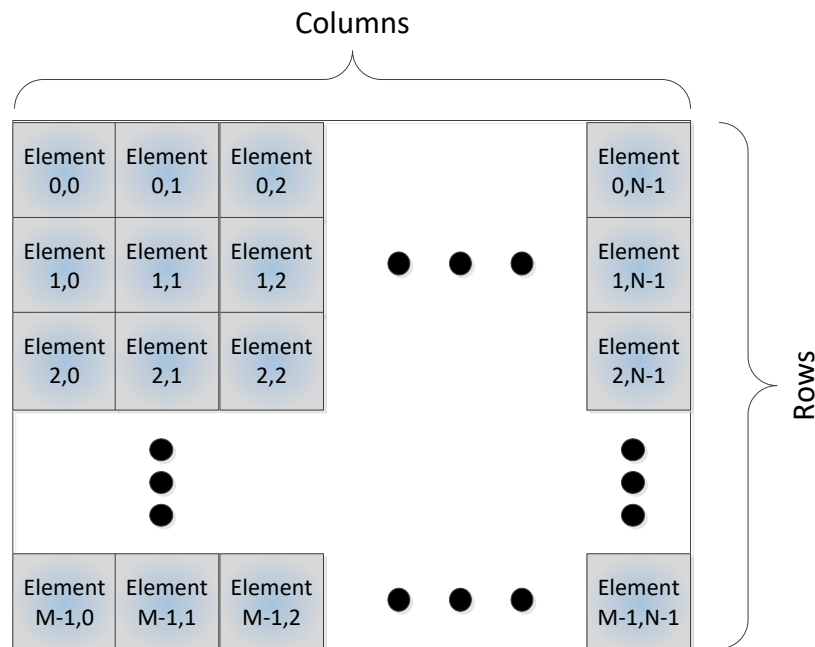 Columns
Element
0,0
Element
0,1
Element
0,2
Element
0,N-1
Element
1,0
Element
1,1
Element
1,2
Element
1,N-1
Element
2,0
Element
2,1
Element
2,2
Element
2,N-1
Rows
Element
M-1,0
Element
M-1,1
Element
M-1,2
Element
M-1,N-1